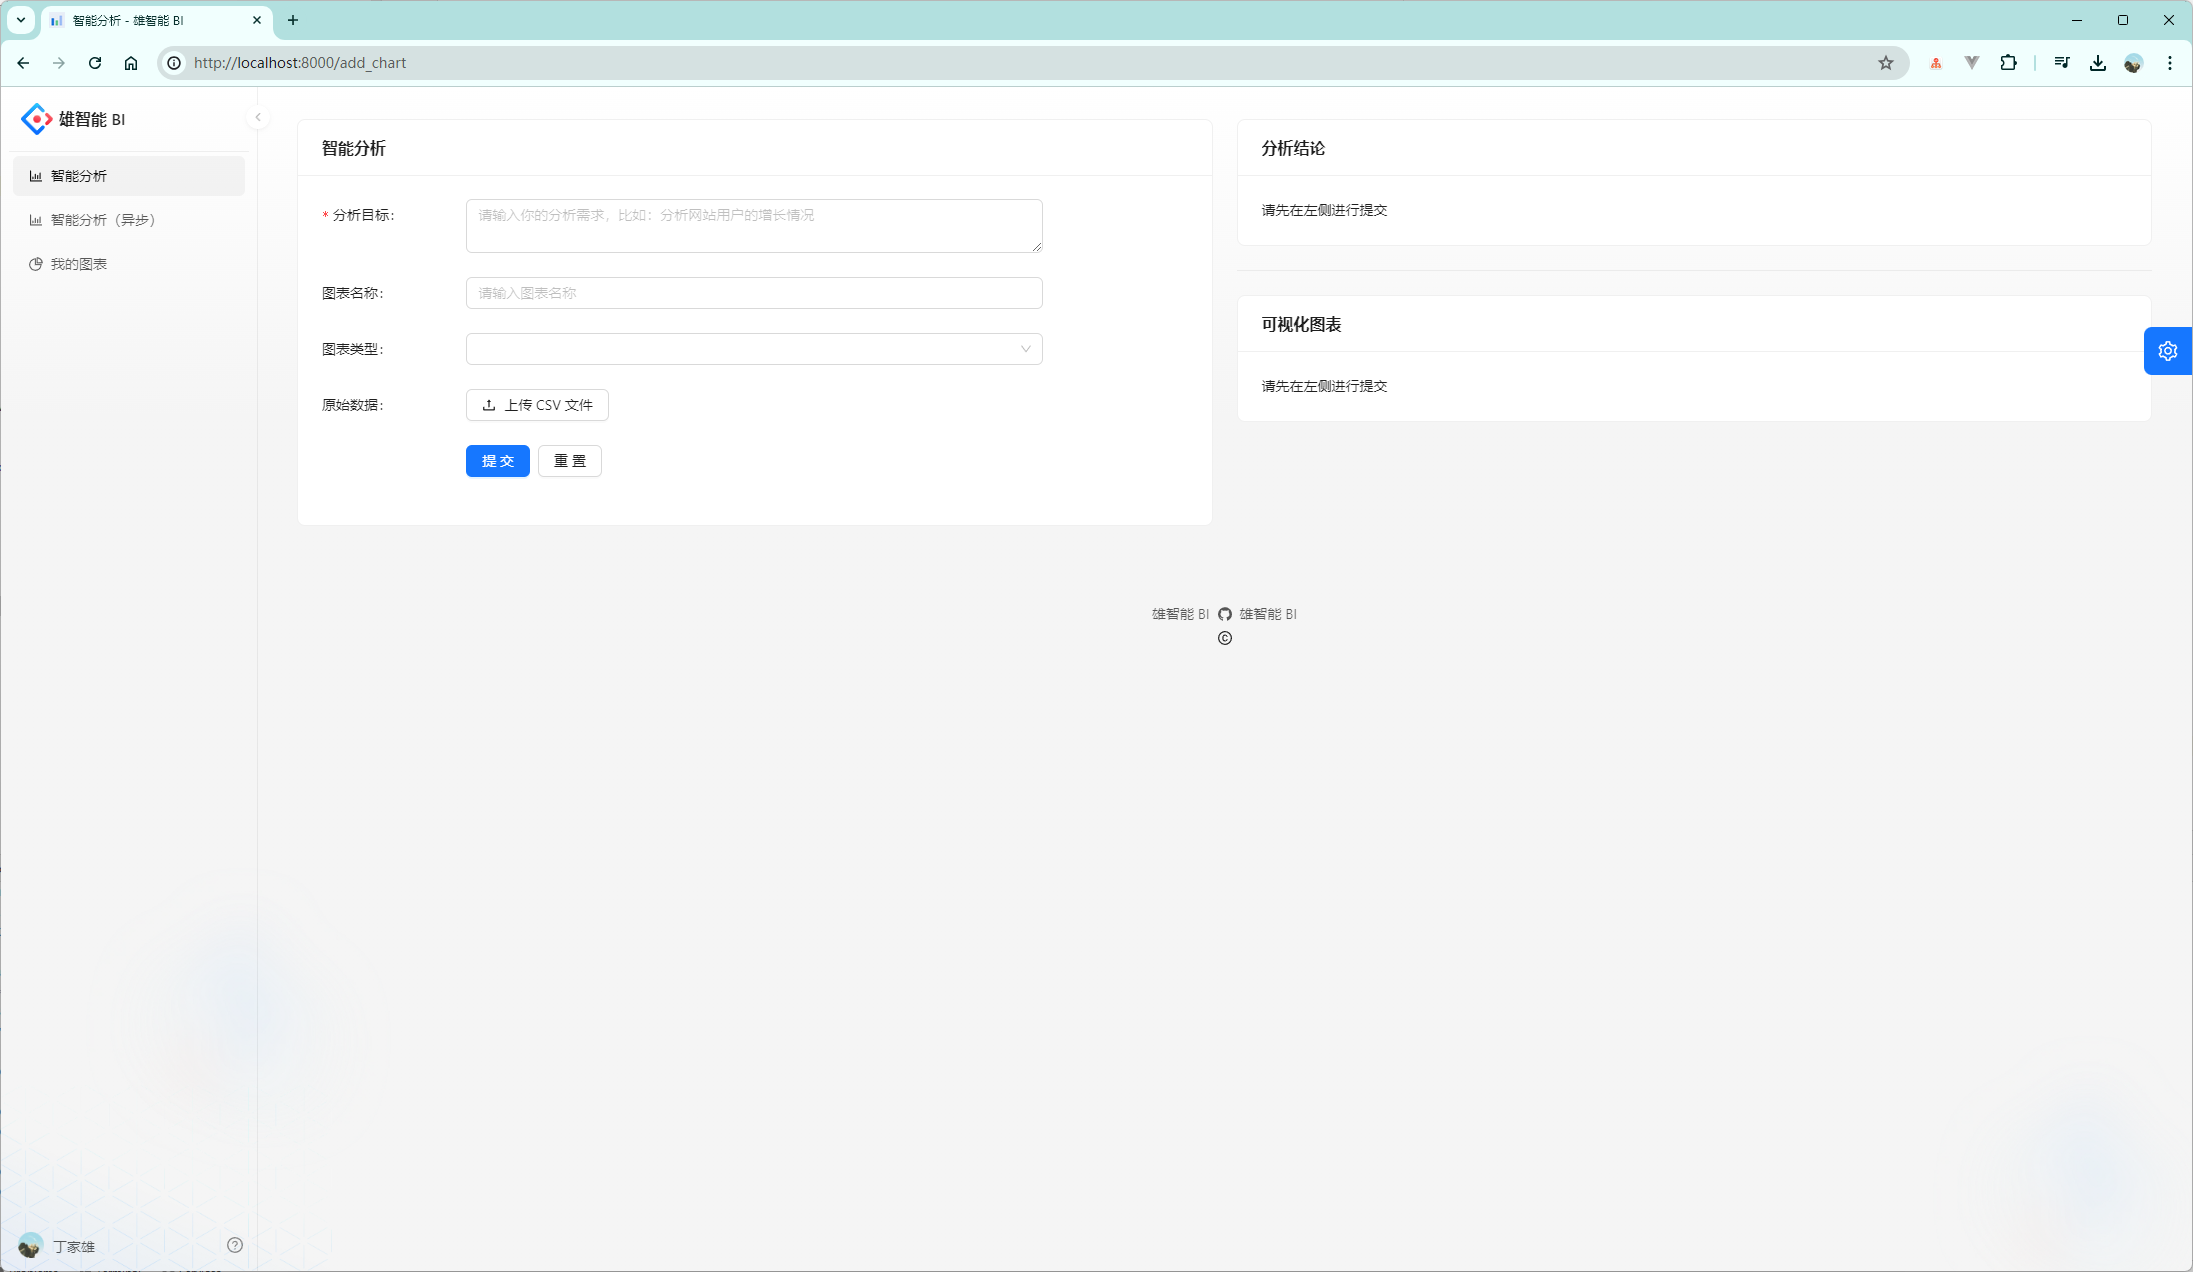 智能分析 - 雄智能 BI
http://localhost:8000/add_chart
雄智能 BI
智能分析
智能分析（异步）
我的图表
智能分析
* 分析目标：
请输入你的分析需求，比如：分析网站用户的增长情况
图表名称：
请输入图表名称
图表类型：
原始数据：
上传 CSV 文件
提 交
重 置
分析结论
请先在左侧进行提交
可视化图表
请先在左侧进行提交
雄智能 BI 雄智能 BI
©
丁家雄